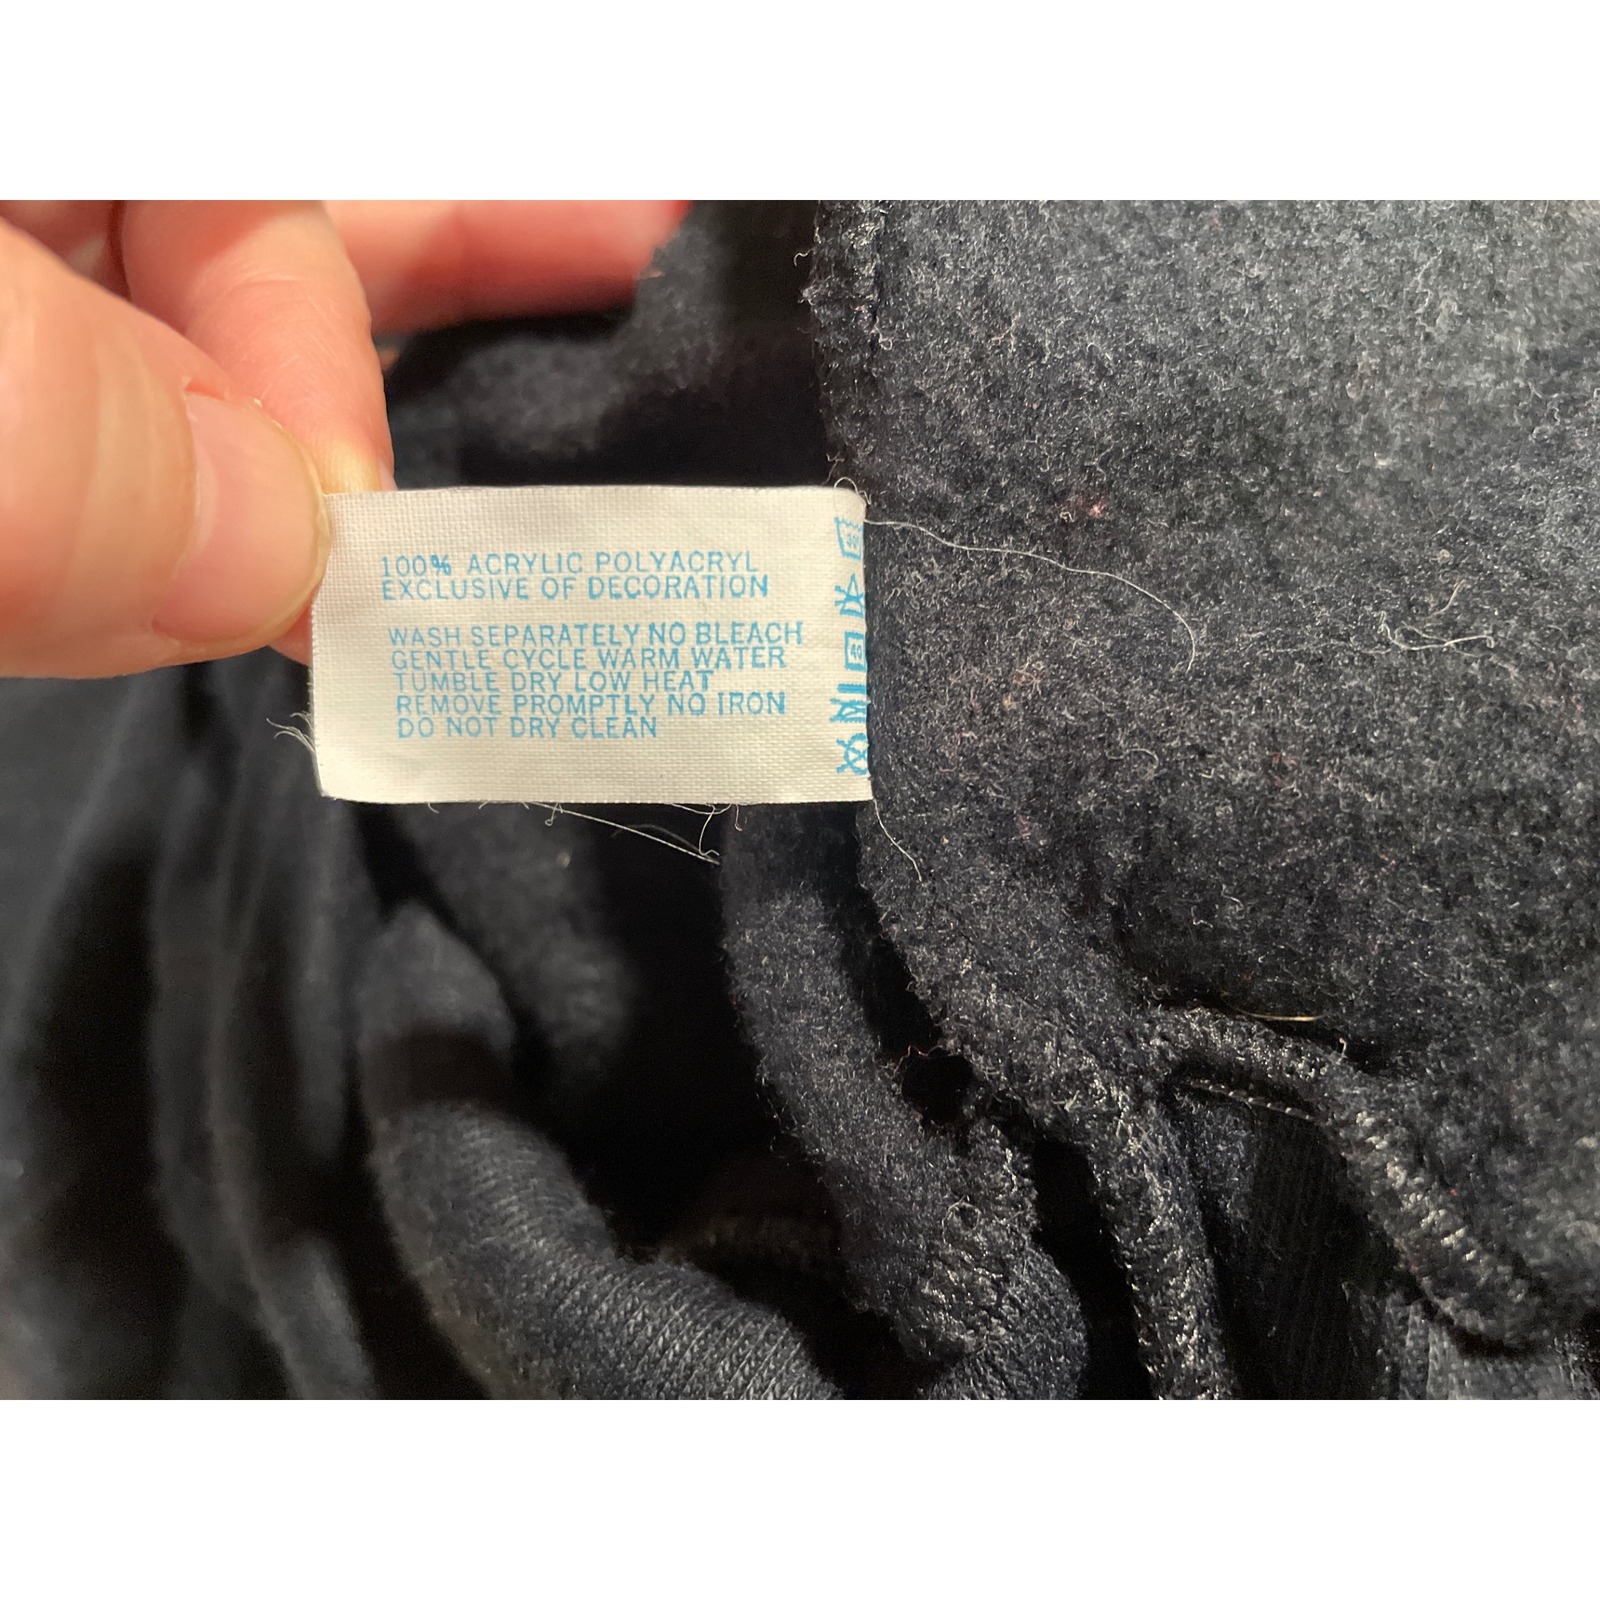 100% ACRYLIC POLYACRYL
EXCLUSIVE OF DECORATION
WASH SEPARATELY NO BLEACH
GENTLE CYCLE WARM WATER
TUMBLE DRY LOW HEAT
REMOVE PROMPTLY NO IRON
DO NOT DRY CLEAN
40